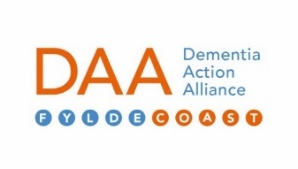 DAA
Dementia
Action
Alliance
FYLDECOAST